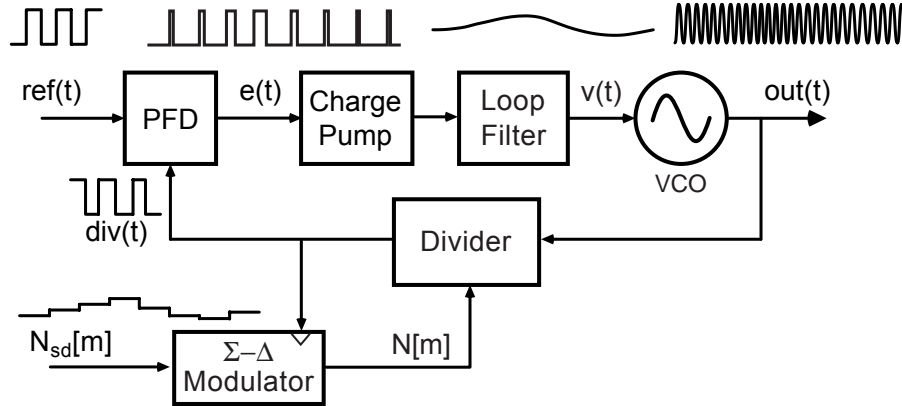 ref(t)
PFD
e(t)
Charge
Pump
Loop
Filter
v(t)
VCO
out(t)
div(t)
Divider
N_sd[m]
Σ–Δ
Modulator
N[m]